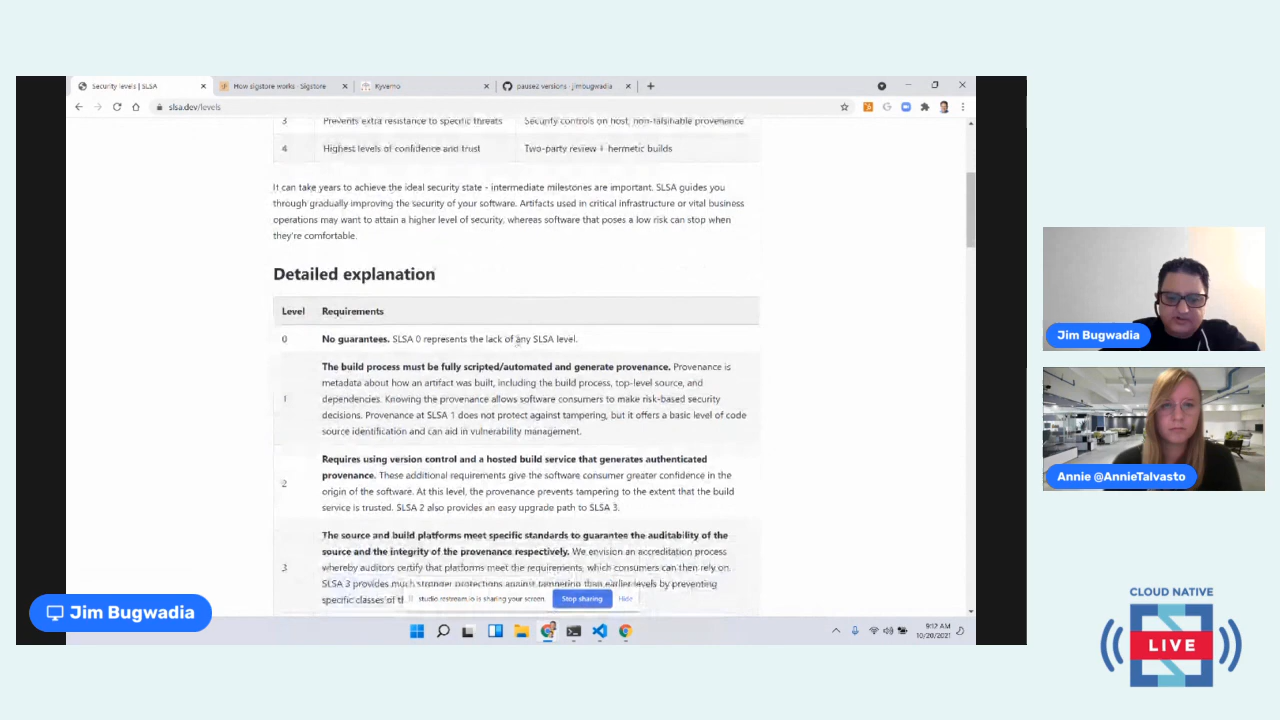 Security levels | SLSA
How sigstore works - Sigstore
Kyverno
pause2 versions · jimbugwadia
slsa.dev/levels
3 Prevents extra resistance to specific threats Security controls on host, non-falsifiable provenance
4 Highest levels of confidence and trust Two-party review + hermetic builds
It can take years to achieve the ideal security state - intermediate milestones are important. SLSA guides you
through gradually improving the security of your software. Artifacts used in critical infrastructure or vital business
operations may want to attain a higher level of security, whereas software that poses a low risk can stop when
they're comfortable.
Detailed explanation
Level Requirements
0 No guarantees. SLSA 0 represents the lack of any SLSA level.
The build process must be fully scripted/automated and generate provenance. Provenance is
metadata about how an artifact was built, including the build process, top-level source, and
1 dependencies. Knowing the provenance allows software consumers to make risk-based security
decisions. Provenance at SLSA 1 does not protect against tampering, but it offers a basic level of code
source identification and can aid in vulnerability management.
Requires using version control and a hosted build service that generates authenticated
provenance. These additional requirements give the software consumer greater confidence in the
2 origin of the software. At this level, the provenance prevents tampering to the extent that the build
service is trusted. SLSA 2 also provides an easy upgrade path to SLSA 3.
The source and build platforms meet specific standards to guarantee the auditability of the
source and the integrity of the provenance respectively. We envision an accreditation process
3 whereby auditors certify that platforms meet the requirements, which consumers can then rely on.
SLSA 3 provides much stronger protections against tampering than earlier levels by preventing
specific classes of th
studio.restream.io is sharing your screen. Stop sharing Hide
9:12 AM
10/20/2021
Jim Bugwadia
Jim Bugwadia
Annie @AnnieTalvasto
CLOUD NATIVE
LIVE